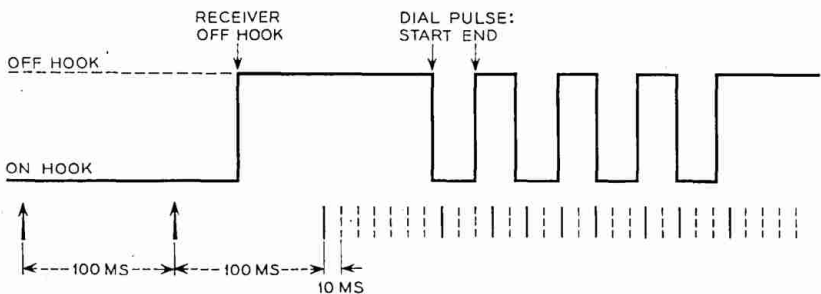 RECEIVER
OFF HOOK
DIAL PULSE:
START END
OFF HOOK
ON HOOK
100 MS
100 MS
10 MS